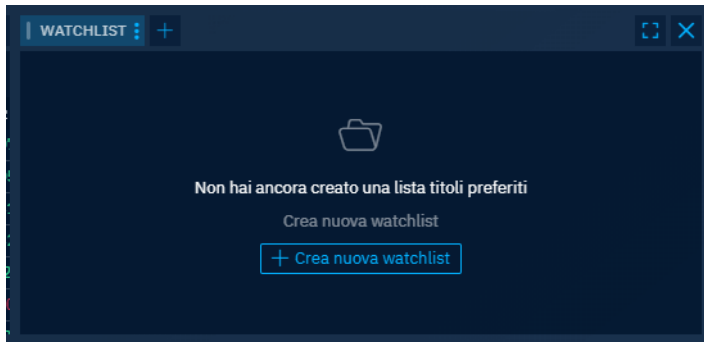 WATCHLIST
Non hai ancora creato una lista titoli preferiti
Crea nuova watchlist
Crea nuova watchlist